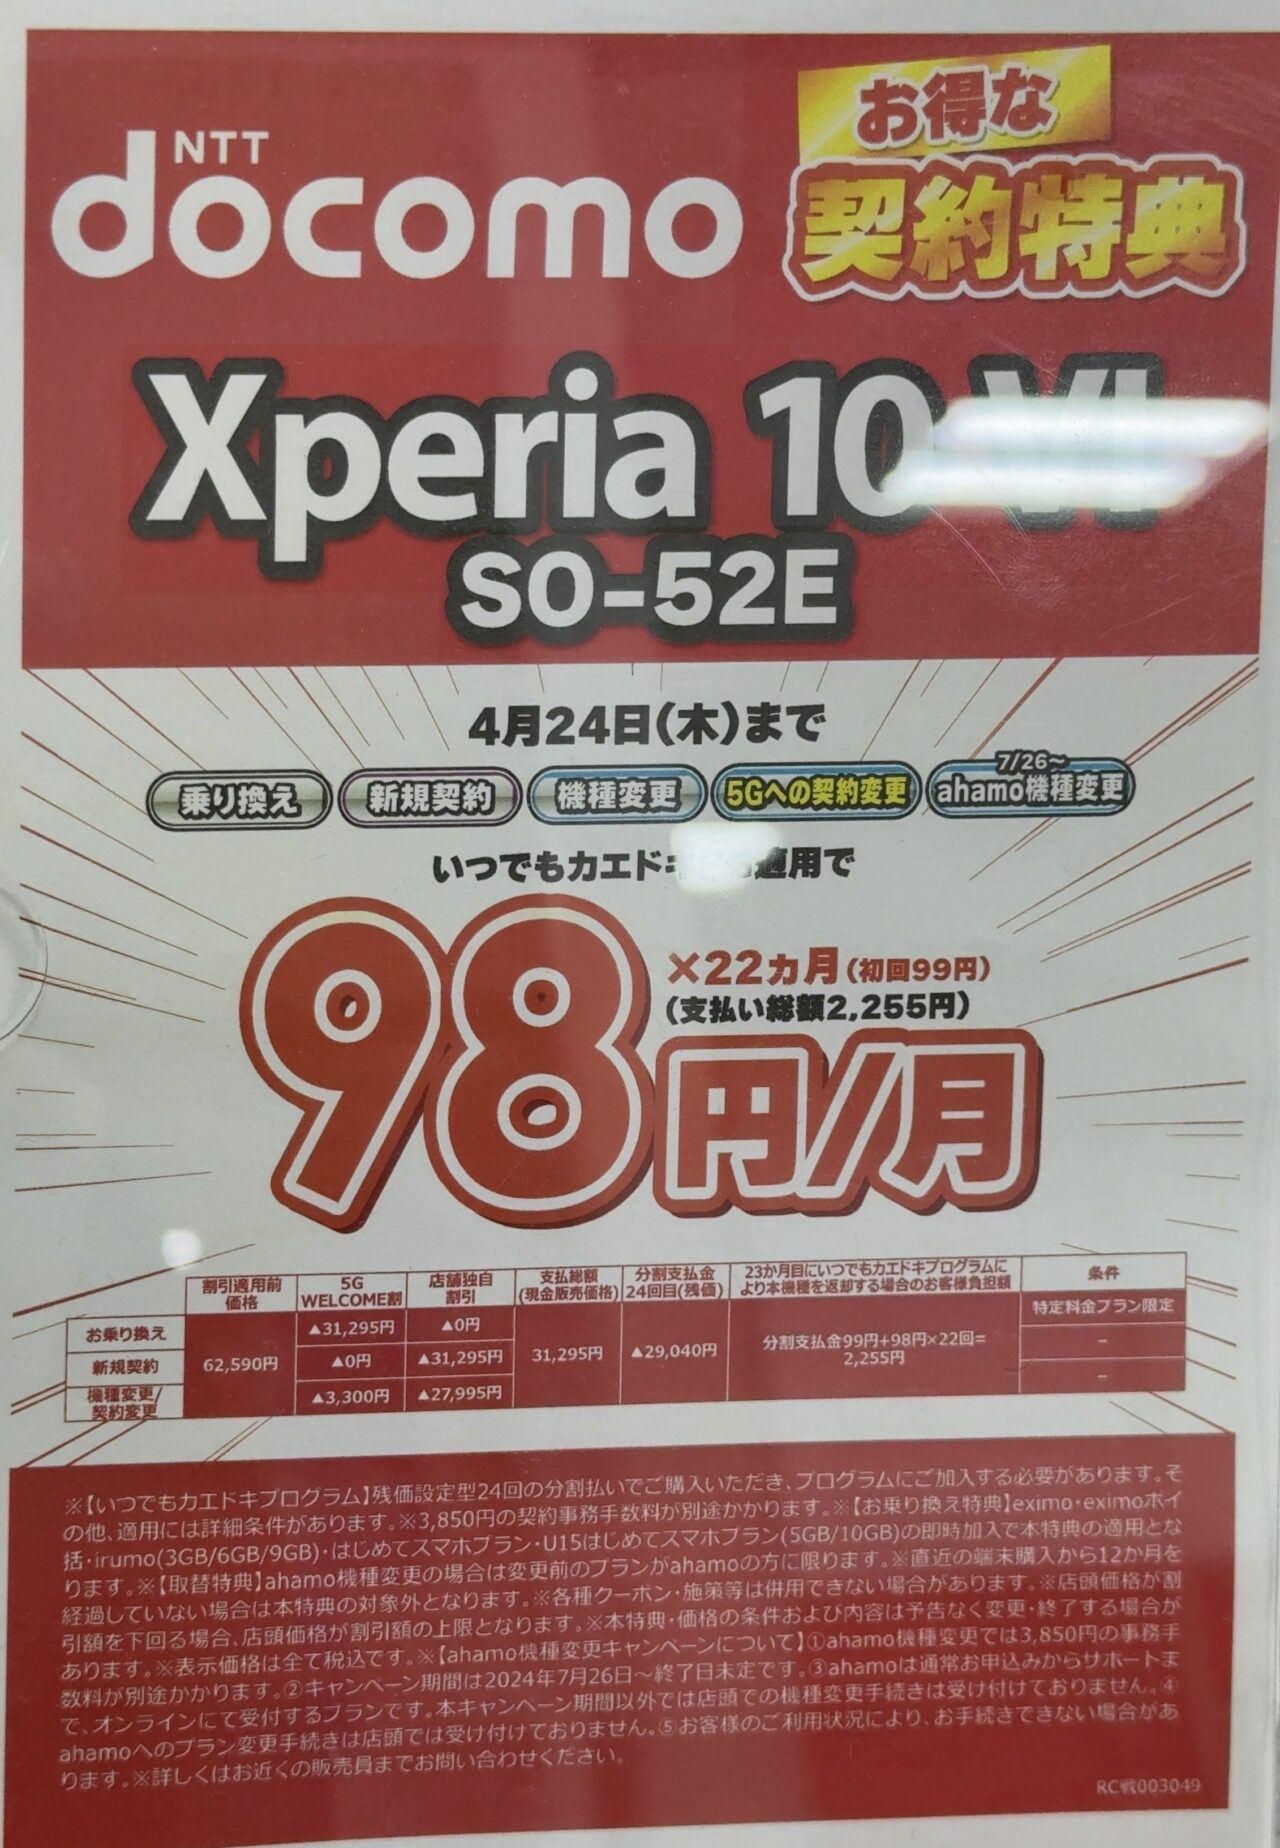 お得な
契約特典
NTT
docomo
Xperia 10 VI
SO-52E
4月24日(木)まで
乗り換え 新規契約 機種変更 5Gへの契約変更 7/26~ ahamo機種変更
いつでもカエドキ 適用で
98円/月
×22カ月(初回99円)
(支払い総額2,255円)
割引適用前価格 5G WELCOME割 店舗独自割引 支払総額(現金販売価格) 分割支払金24回目(残価) 23か月目にいつでもカエドキプログラムにより本機種を返却する場合のお客様負担額 条件
お乗り換え 62,590円 ▲31,295円 ▲0円 31,295円 ▲29,040円 分割支払金99円+98円×22回=2,255円 特定料金プラン限定
新規契約 ▲0円 ▲31,295円 −
機種変更/契約変更 ▲3,300円 ▲27,995円 −
※【いつでもカエドキプログラム】残価設定型24回の分割払いでご購入いただき、プログラムにご加入する必要があります。そ
の他、適用には詳細条件があります。※3,850円の契約事務手数料が別途かかります。※【お乗り換え特典】eximo・eximoポイ
括・irumo(3GB/6GB/9GB)・はじめてスマホプラン・U15はじめてスマホプラン(5GB/10GB)の即時加入で本特典の適用とな
ります。※【取替特典】ahamo機種変更の場合は変更前のプランがahamoの方に限ります。※直近の端末購入から12か月を
経過していない場合は本特典の対象外となります。※各種クーポン・施策等は併用できない場合があります。※店頭価格が割
引額を下回る場合、店頭価格が割引額の上限となります。※本特典・価格の条件および内容は予告なく変更・終了する場合が
あります。※表示価格は全て税込です。※【ahamo機種変更キャンペーンについて】①ahamo機種変更では3,850円の事務手
数料が別途かかります。②キャンペーン期間は2024年7月26日~終了日未定です。③ahamoは通常お申込みからサポートま
で、オンラインにて受付するプランです。本キャンペーン期間以外では店頭での機種変更手続きは受け付けておりません。④
ahamoへのプラン変更手続きは店頭では受け付けておりません。⑤お客様のご利用状況により、お手続きできない場合があ
ります。※詳しくはお近くの販売員までお問い合わせください。
RC戦003049